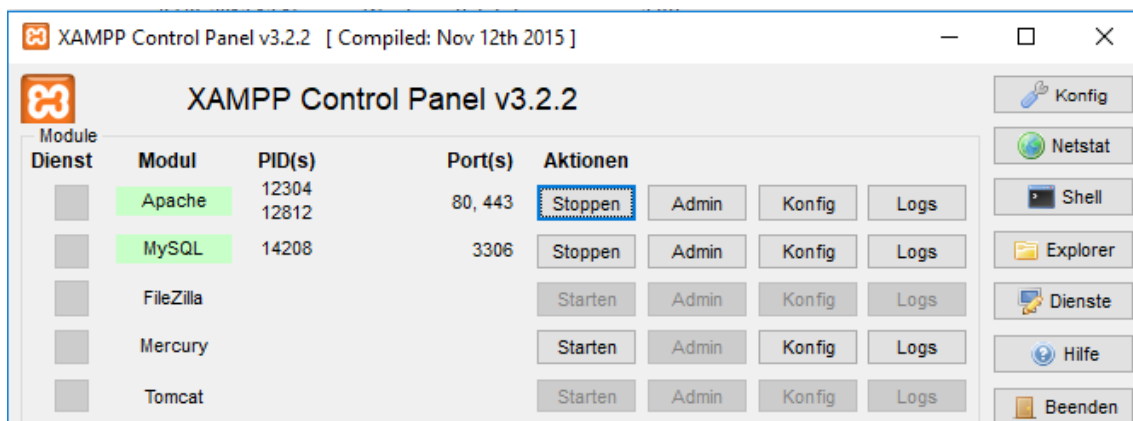 XAMPP Control Panel v3.2.2 [ Compiled: Nov 12th 2015 ]
XAMPP Control Panel v3.2.2
Konfig
Module
Dienst Modul PID(s) Port(s) Aktionen
Netstat
Apache 12304 12812 80, 443 Stoppen Admin Konfig Logs
Shell
MySQL 14208 3306 Stoppen Admin Konfig Logs
Explorer
FileZilla Starten Admin Konfig Logs
Dienste
Mercury Starten Admin Konfig Logs
Hilfe
Tomcat Starten Admin Konfig Logs
Beenden